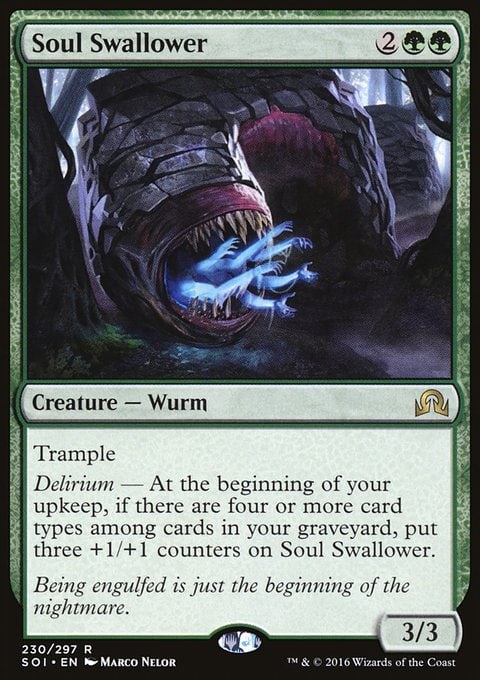 Soul Swallower 2
Creature — Wurm
Trample
Delirium — At the beginning of your
upkeep, if there are four or more card
types among cards in your graveyard, put
three +1/+1 counters on Soul Swallower.
Being engulfed is just the beginning of the
nightmare.
3/3
230/297 R
SOI • EN Marco Nelor
™ & © 2016 Wizards of the Coast